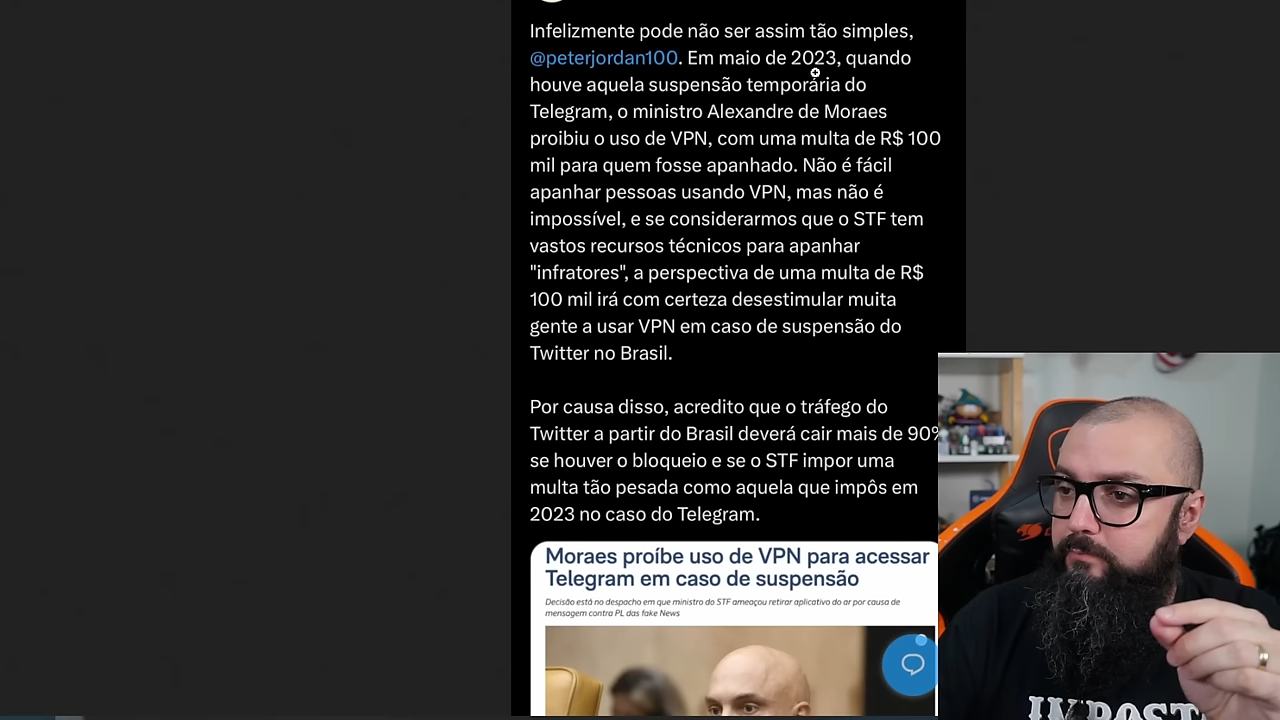 Infelizmente pode não ser assim tão simples,
@peterjordan100. Em maio de 2023, quando
houve aquela suspensão temporária do
Telegram, o ministro Alexandre de Moraes
proibiu o uso de VPN, com uma multa de R$ 100
mil para quem fosse apanhado. Não é fácil
apanhar pessoas usando VPN, mas não é
impossível, e se considerarmos que o STF tem
vastos recursos técnicos para apanhar
"infratores", a perspectiva de uma multa de R$
100 mil irá com certeza desestimular muita
gente a usar VPN em caso de suspensão do
Twitter no Brasil.
Por causa disso, acredito que o tráfego do
Twitter a partir do Brasil deverá cair mais de 90%
se houver o bloqueio e se o STF impor uma
multa tão pesada como aquela que impôs em
2023 no caso do Telegram.
Moraes proíbe uso de VPN para acessar
Telegram em caso de suspensão
Decisão está no despacho em que ministro do STF ameaçou retirar aplicativo do ar por causa de
mensagem contra PL das fake News